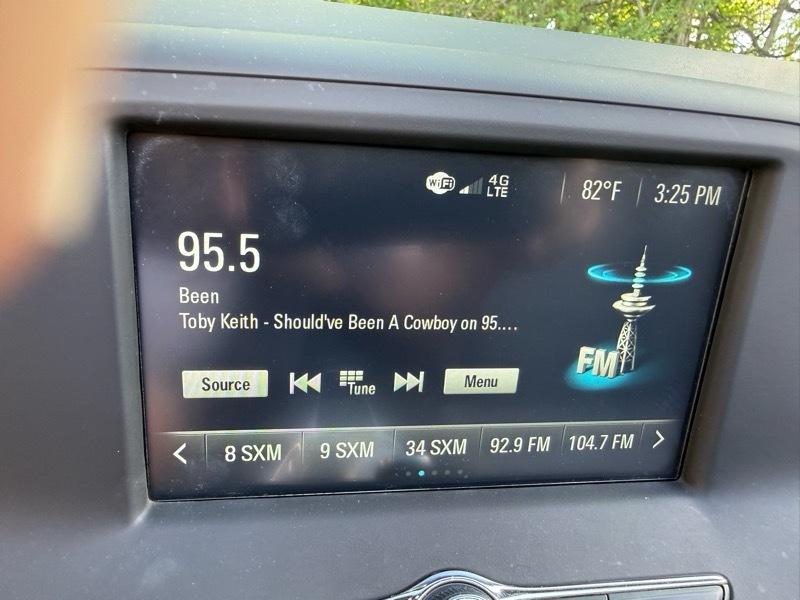 WiFi 4G LTE 82°F 3:25 PM
95.5
Been
Toby Keith - Should've Been A Cowboy on 95....
FM
Source Tune Menu
< 8 SXM 9 SXM 34 SXM 92.9 FM 104.7 FM >